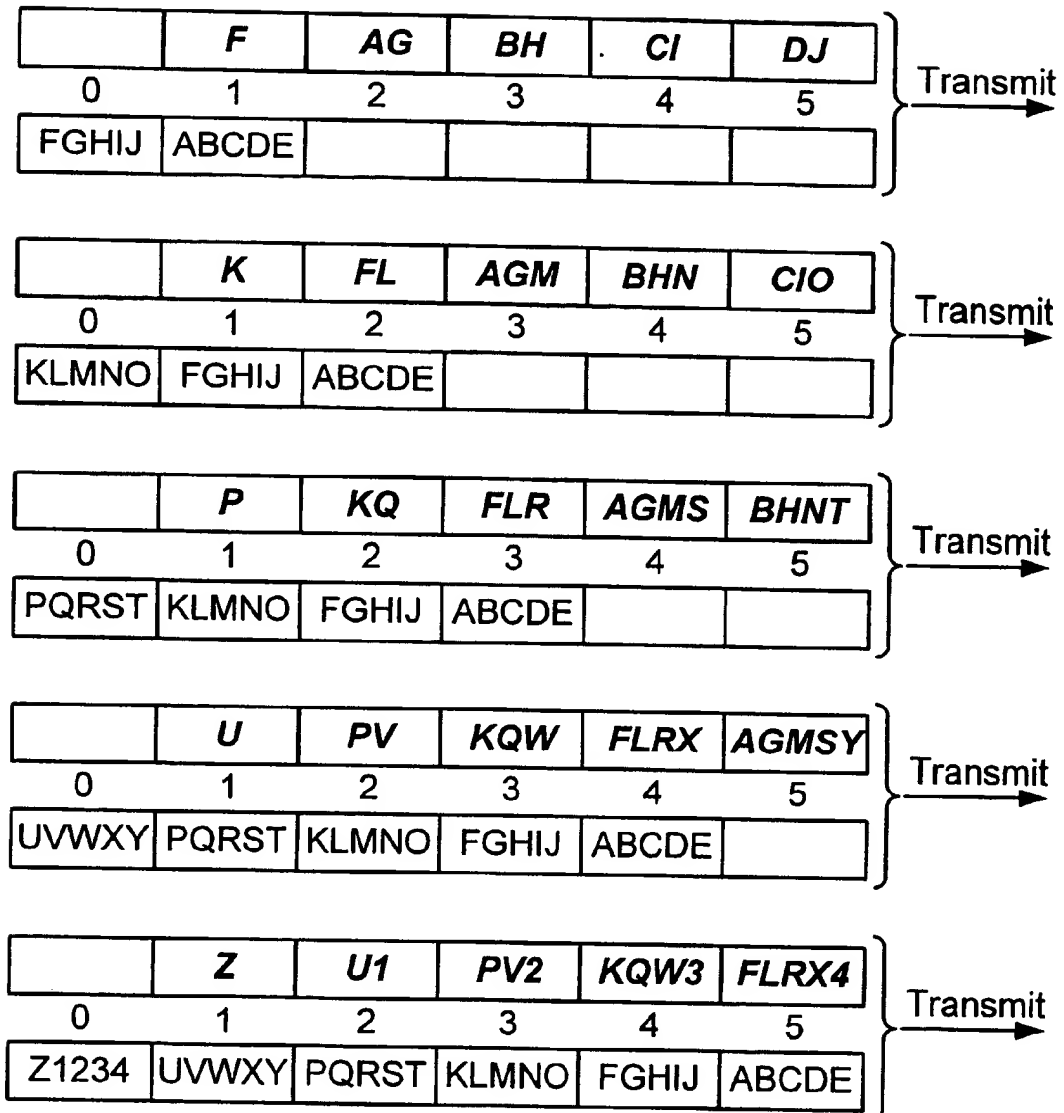 F AG BH CI DJ
0 1 2 3 4 5
Transmit
FGHIJ ABCDE
K FL AGM BHN CIO
0 1 2 3 4 5
Transmit
KLMNO FGHIJ ABCDE
P KQ FLR AGMS BHNT
0 1 2 3 4 5
Transmit
PQRST KLMNO FGHIJ ABCDE
U PV KQW FLRX AGMSY
0 1 2 3 4 5
Transmit
UVWXY PQRST KLMNO FGHIJ ABCDE
Z U1 PV2 KQW3 FLRX4
0 1 2 3 4 5
Transmit
Z1234 UVWXY PQRST KLMNO FGHIJ ABCDE